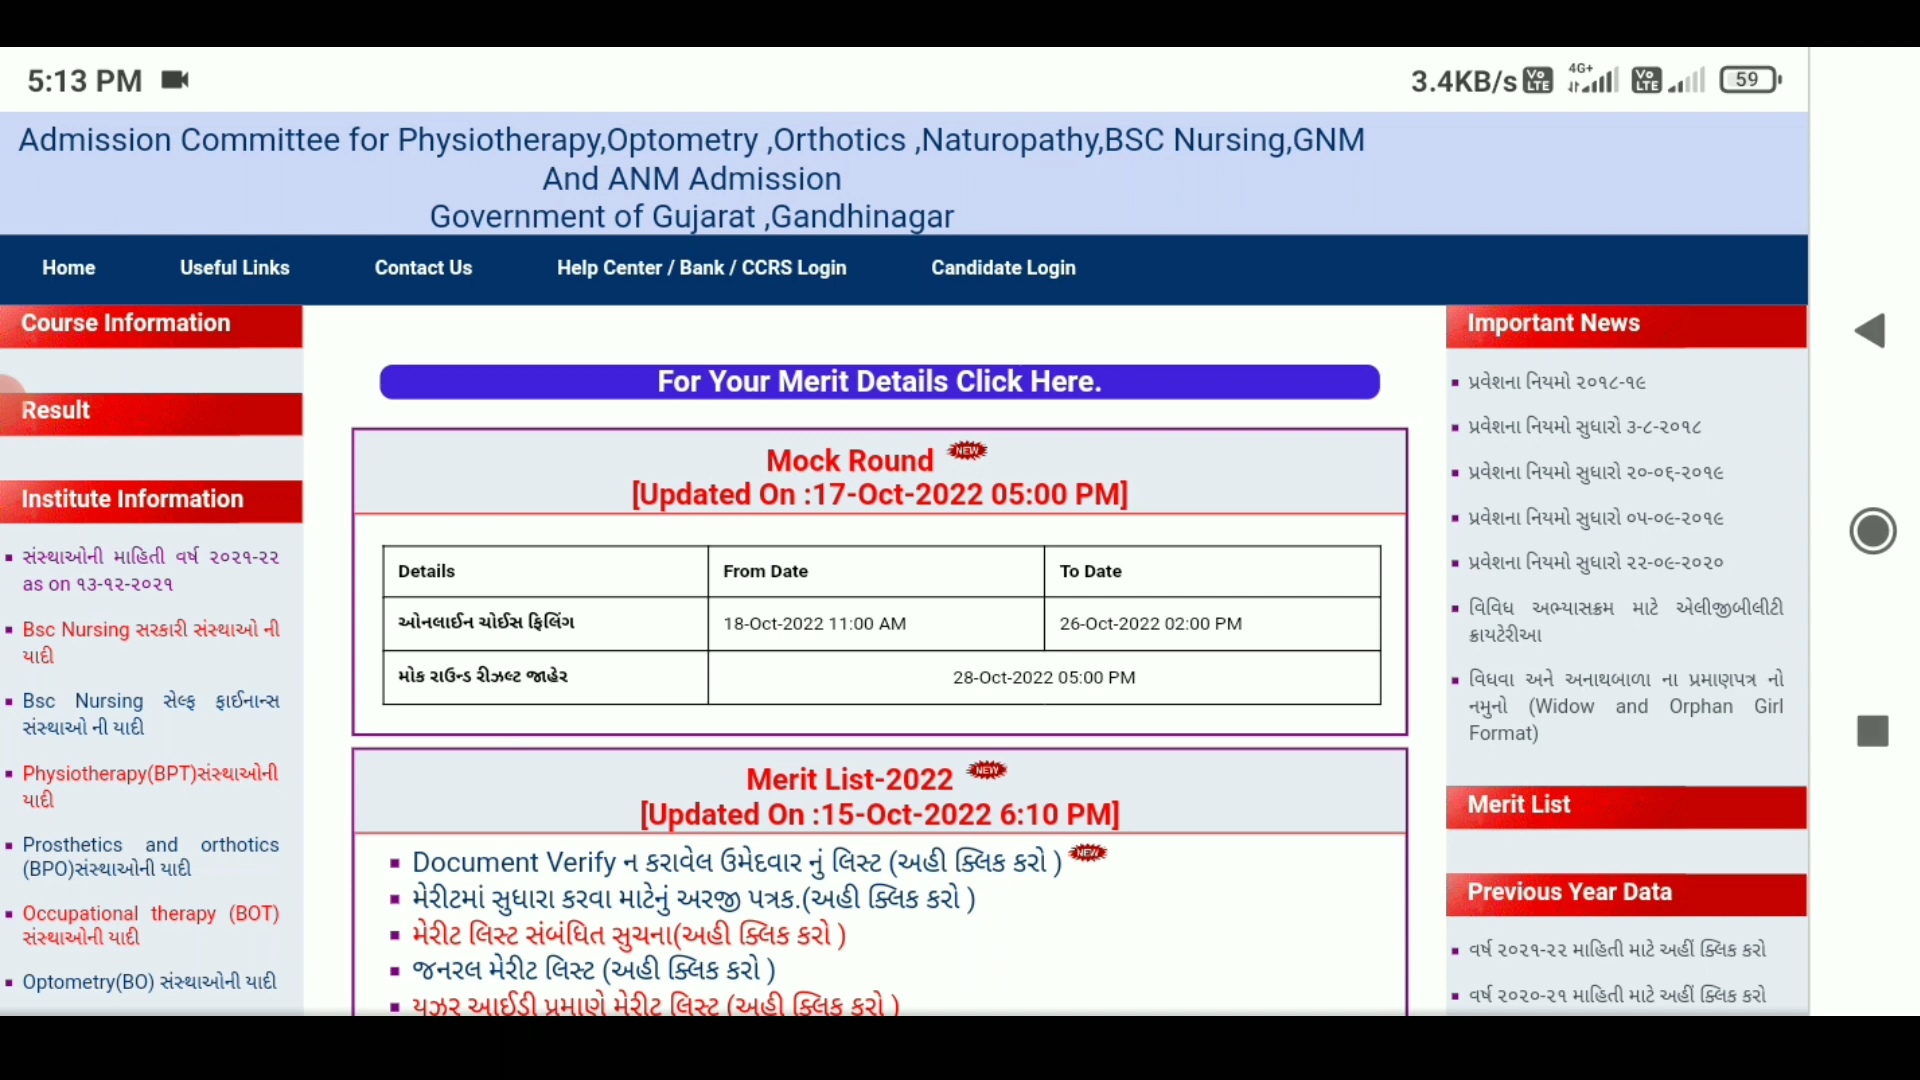 5:13 PM
3.4KB/s Vo LTE 4G+ Vo LTE 59
Admission Committee for Physiotherapy,Optometry ,Orthotics ,Naturopathy,BSC Nursing,GNM
And ANM Admission
Government of Gujarat ,Gandhinagar
Home Useful Links Contact Us Help Center / Bank / CCRS Login Candidate Login
Course Information
Result
Institute Information
સંસ્થાઓની માહિતી વર્ષ ૨૦૨૧-૨૨
as on ૧૩-૧૨-૨૦૨૧
Bsc Nursing સરકારી સંસ્થાઓ ની
યાદી
Bsc Nursing સેલ્ફ ફાઈનાન્સ
સંસ્થાઓ ની યાદી
Physiotherapy(BPT)સંસ્થાઓની
યાદી
Prosthetics and orthotics
(BPO)સંસ્થાઓની યાદી
Occupational therapy (BOT)
સંસ્થાઓની યાદી
Optometry(BO) સંસ્થાઓની યાદી
For Your Merit Details Click Here.
Mock Round NEW
[Updated On :17-Oct-2022 05:00 PM]
Details From Date To Date
ઓનલાઈન ચોઈસ ફિલિંગ 18-Oct-2022 11:00 AM 26-Oct-2022 02:00 PM
મોક રાઉન્ડ રીઝલ્ટ જાહેર 28-Oct-2022 05:00 PM
Merit List-2022 NEW
[Updated On :15-Oct-2022 6:10 PM]
Document Verify ન કરાવેલ ઉમેદવાર નું લિસ્ટ (અહી ક્લિક કરો ) NEW
મેરીટમાં સુધારા કરવા માટેનું અરજી પત્રક.(અહી ક્લિક કરો )
મેરીટ લિસ્ટ સંબંધિત સુચના(અહી ક્લિક કરો )
જનરલ મેરીટ લિસ્ટ (અહી ક્લિક કરો )
યઝર આઈડી પ્રમાણે મેરીટ લિસ્ટ (અહી ક્લિક કરો )
Important News
પ્રવેશના નિયમો ૨૦૧૮-૧૯
પ્રવેશના નિયમો સુધારો ૩-૮-૨૦૧૮
પ્રવેશના નિયમો સુધારો ૨૦-૦૬-૨૦૧૯
પ્રવેશના નિયમો સુધારો ૦૫-૦૯-૨૦૧૯
પ્રવેશના નિયમો સુધારો ૨૨-૦૯-૨૦૨૦
વિવિધ અભ્યાસક્રમ માટે એલીજીબીલીટી
ક્રાયટેરીઆ
વિધવા અને અનાથબાળા ના પ્રમાણપત્ર નો
નમુનો (Widow and Orphan Girl
Format)
Merit List
Previous Year Data
વર્ષ ૨૦૨૧-૨૨ માહિતી માટે અહીં ક્લિક કરો
વર્ષ ૨૦૨૦-૨૧ માહિતી માટે અહીં ક્લિક કરો